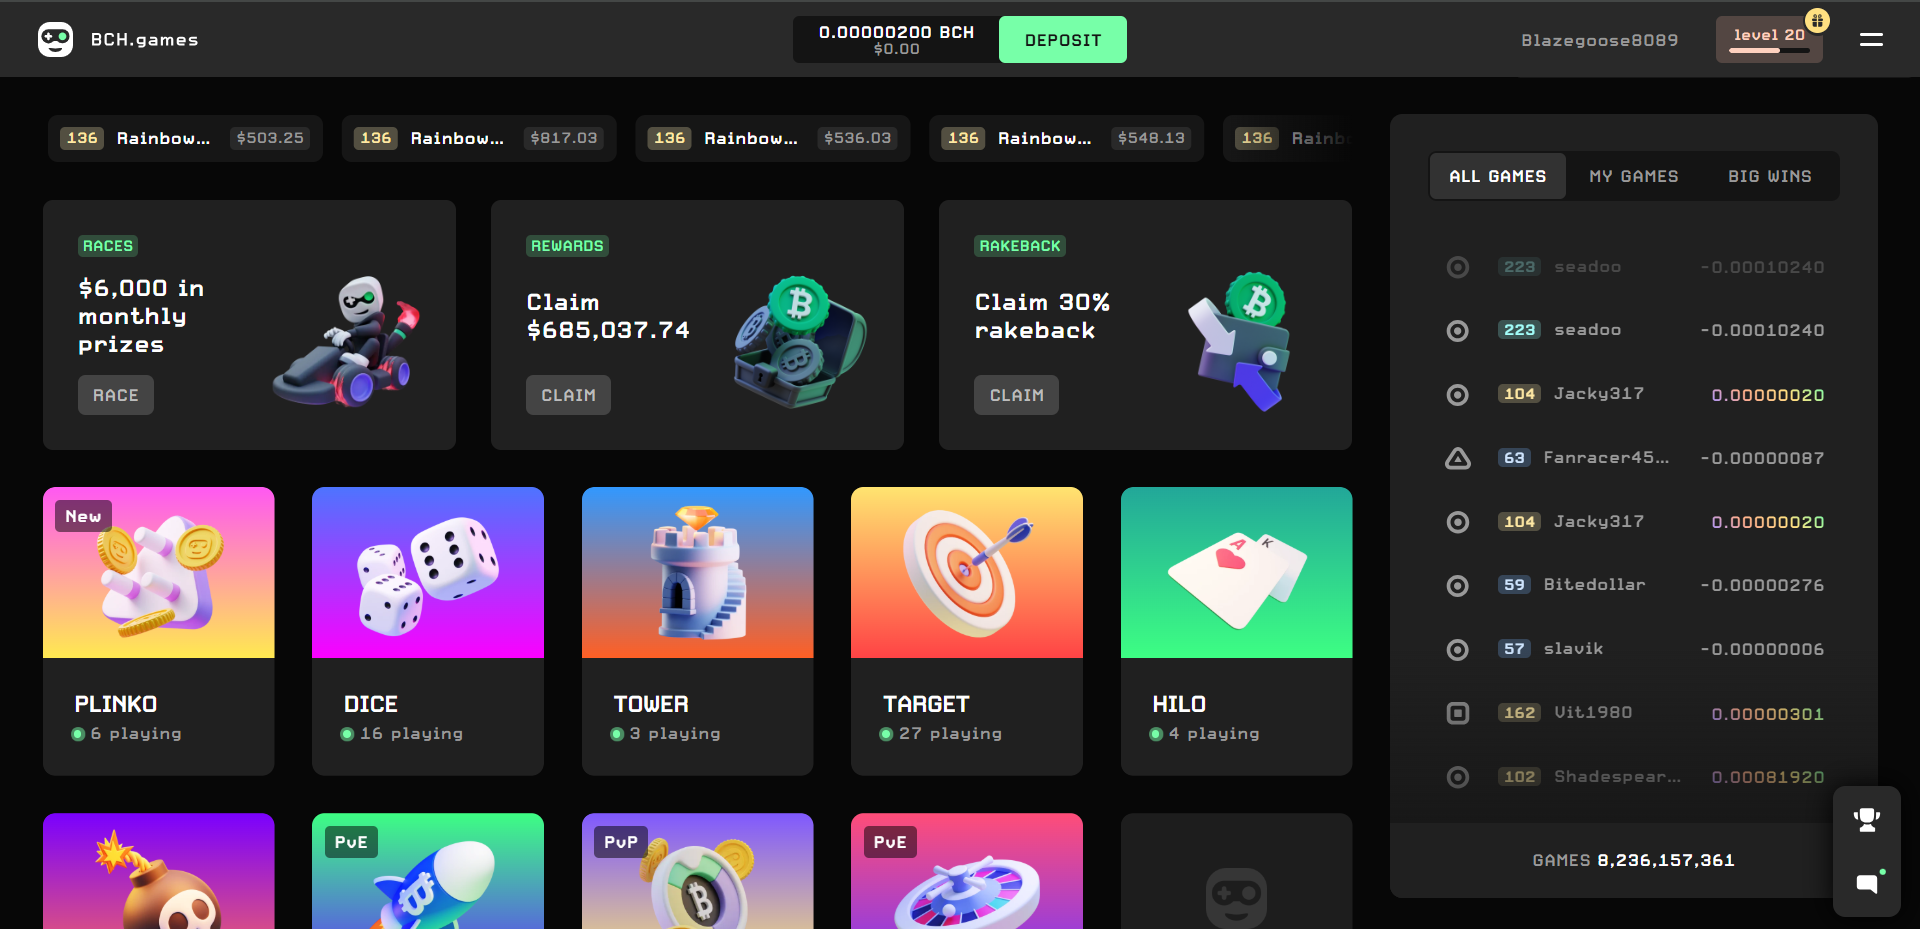 BCH.games
0.00000200 BCH
$0.00
DEPOSIT
Blazegoose8089
level 20
136 Rainbow... $503.25
136 Rainbow... $817.03
136 Rainbow... $536.03
136 Rainbow... $548.13
136 Rainb
RACES
$6,000 in
monthly
prizes
RACE
REWARDS
Claim
$685,037.74
CLAIM
RAKEBACK
Claim 30%
rakeback
CLAIM
ALL GAMES
MY GAMES
BIG WINS
223 seadoo -0.00010240
223 seadoo -0.00010240
104 Jacky317 0.00000020
63 Fanracer45... -0.00000087
104 Jacky317 0.00000020
59 Bitedollar -0.00000276
57 slavik -0.00000006
162 Vit1980 0.00000301
102 Shadespear... 0.00081920
GAMES 8,236,157,361
New
PLINKO
6 playing
DICE
16 playing
TOWER
3 playing
TARGET
27 playing
A K
HILO
4 playing
PvE
PvP
PvE